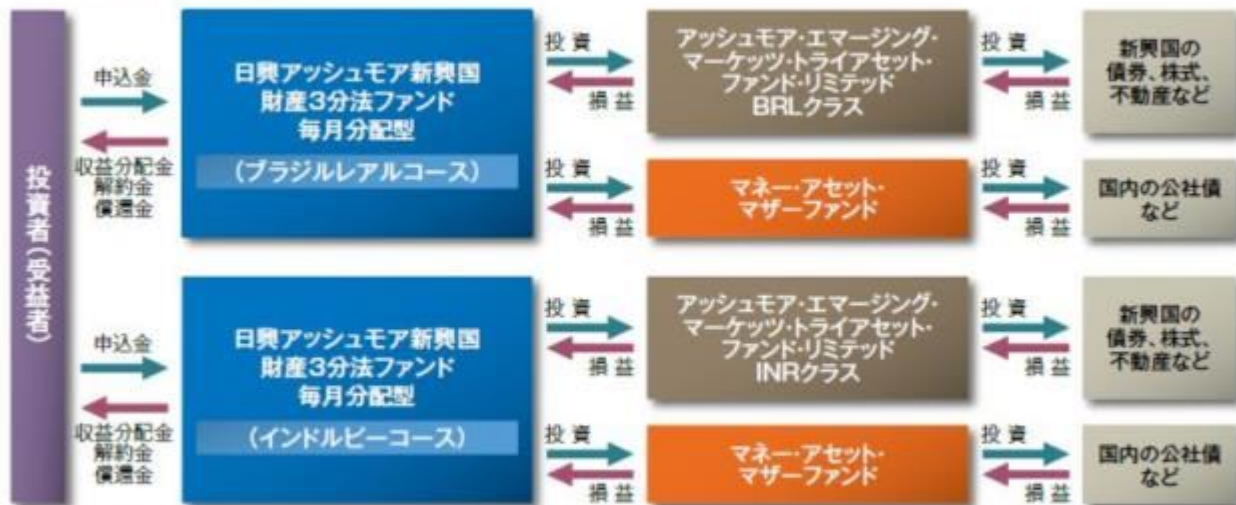 投資者(受益者)
申込金
収益分配金
解約金
償還金
日興アッシュモア新興国
財産3分法ファンド
毎月分配型
(ブラジルレアルコース)
投資
損益
アッシュモア・エマージング・
マーケッツ・トライアセット・
ファンド・リミテッド
BRLクラス
投資
損益
新興国の
債券、株式、
不動産など
投資
損益
マネー・アセット・
マザーファンド
投資
損益
国内の公社債
など
申込金
収益分配金
解約金
償還金
日興アッシュモア新興国
財産3分法ファンド
毎月分配型
(インドルピーコース)
投資
損益
アッシュモア・エマージング・
マーケッツ・トライアセット・
ファンド・リミテッド
INRクラス
投資
損益
新興国の
債券、株式、
不動産など
投資
損益
マネー・アセット・
マザーファンド
投資
損益
国内の公社債
など